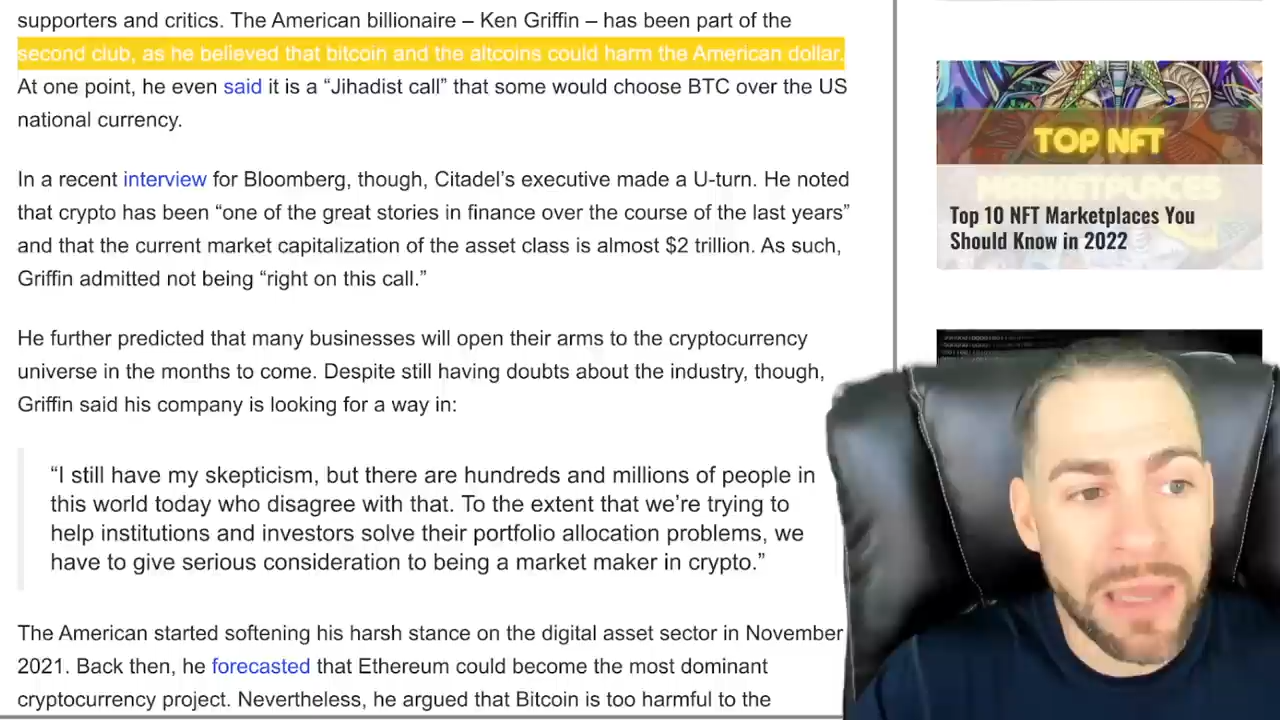 supporters and critics. The American billionaire – Ken Griffin – has been part of the
second club, as he believed that bitcoin and the altcoins could harm the American dollar.
At one point, he even said it is a “Jihadist call” that some would choose BTC over the US
national currency.
In a recent interview for Bloomberg, though, Citadel’s executive made a U-turn. He noted
that crypto has been “one of the great stories in finance over the course of the last years”
and that the current market capitalization of the asset class is almost $2 trillion. As such,
Griffin admitted not being “right on this call.”
He further predicted that many businesses will open their arms to the cryptocurrency
universe in the months to come. Despite still having doubts about the industry, though,
Griffin said his company is looking for a way in:
“I still have my skepticism, but there are hundreds and millions of people in
this world today who disagree with that. To the extent that we’re trying to
help institutions and investors solve their portfolio allocation problems, we
have to give serious consideration to being a market maker in crypto.”
The American started softening his harsh stance on the digital asset sector in November
2021. Back then, he forecasted that Ethereum could become the most dominant
cryptocurrency project. Nevertheless, he argued that Bitcoin is too harmful to the
TOP NFT
MARKETPLACES
Top 10 NFT Marketplaces You
Should Know in 2022